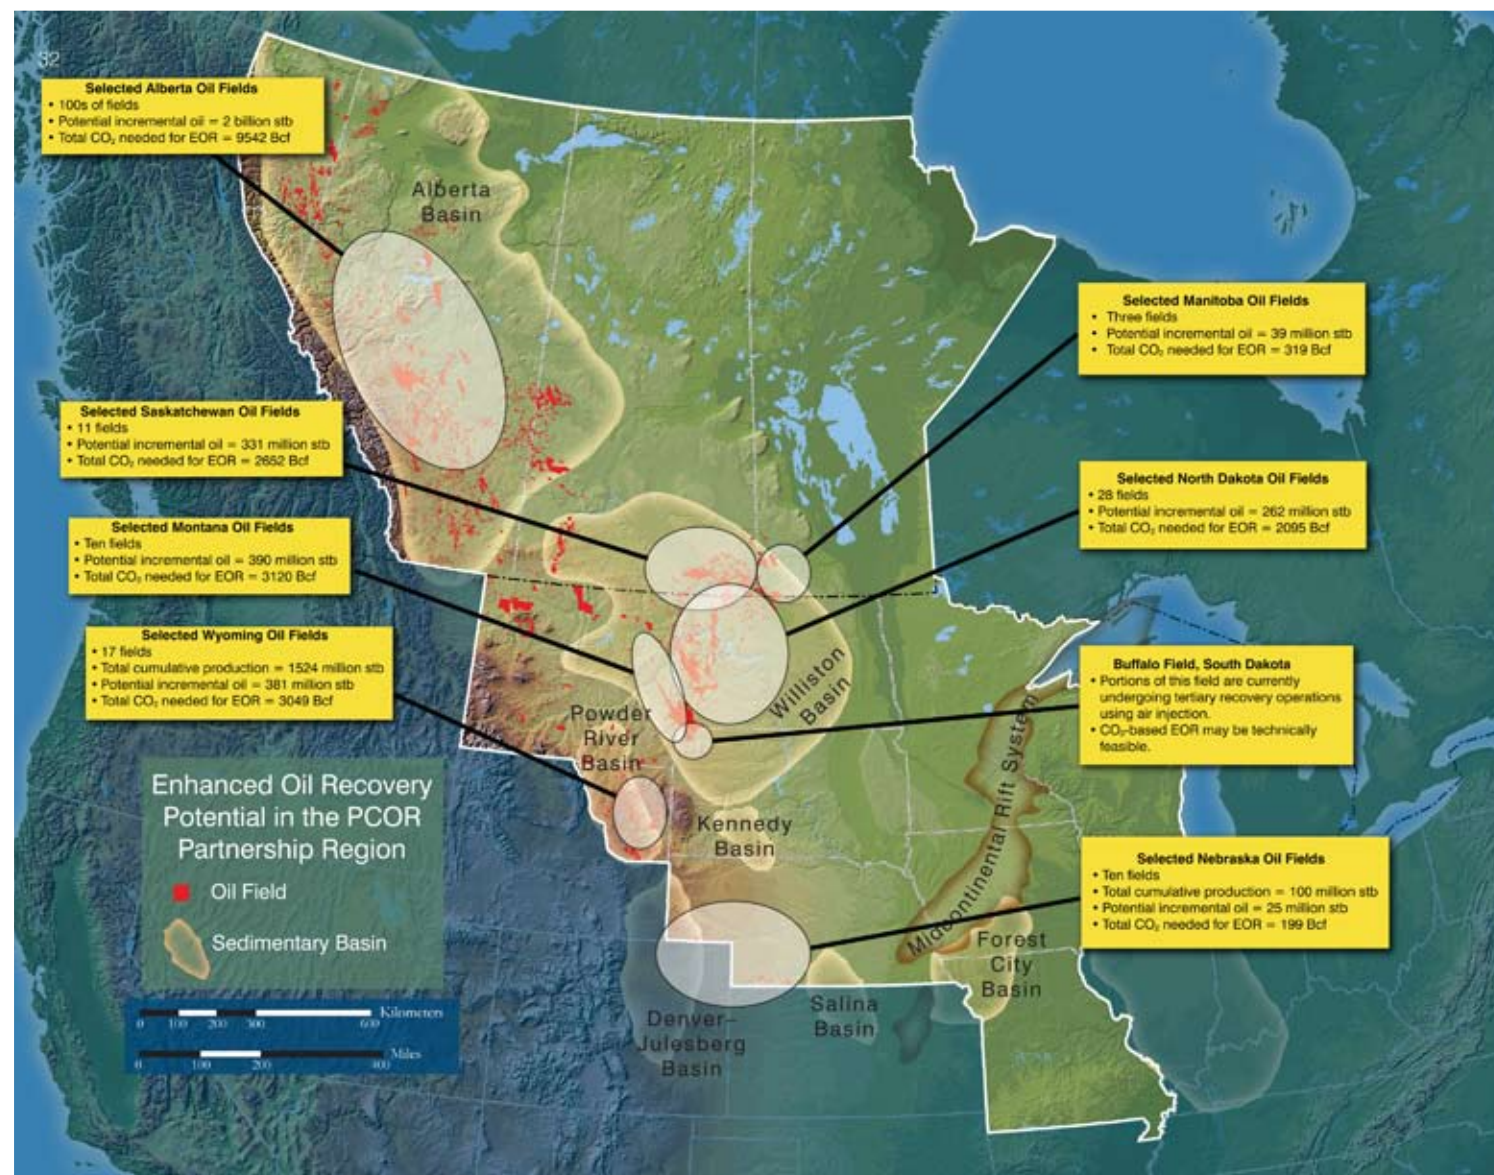 32
Selected Alberta Oil Fields
• 100s of fields
• Potential incremental oil = 2 billion stb
• Total CO₂ needed for EOR = 9542 Bcf
Alberta
Basin
Selected Manitoba Oil Fields
• Three fields
• Potential incremental oil = 39 million stb
• Total CO₂ needed for EOR = 319 Bcf
Selected Saskatchewan Oil Fields
• 11 fields
• Potential incremental oil = 331 million stb
• Total CO₂ needed for EOR = 2652 Bcf
Selected North Dakota Oil Fields
• 28 fields
• Potential incremental oil = 262 million stb
• Total CO₂ needed for EOR = 2095 Bcf
Selected Montana Oil Fields
• Ten fields
• Potential incremental oil = 390 million stb
• Total CO₂ needed for EOR = 3120 Bcf
Selected Wyoming Oil Fields
• 17 fields
• Total cumulative production = 1524 million stb
• Potential incremental oil = 381 million stb
• Total CO₂ needed for EOR = 3049 Bcf
Williston
Basin
Buffalo Field, South Dakota
• Portions of this field are currently
undergoing tertiary recovery operations
using air injection.
• CO₂-based EOR may be technically
feasible.
Powder
River
Basin
Midcontinental Rift System
Kennedy
Basin
Enhanced Oil Recovery
Potential in the PCOR
Partnership Region
Oil Field
Sedimentary Basin
Selected Nebraska Oil Fields
• Ten fields
• Total cumulative production = 100 million stb
• Potential incremental oil = 25 million stb
• Total CO₂ needed for EOR = 199 Bcf
Forest
City
Basin
Salina
Basin
Denver–
Julesberg
Basin
0 100 200 300 600 Kilometers
0 100 200 400 Miles